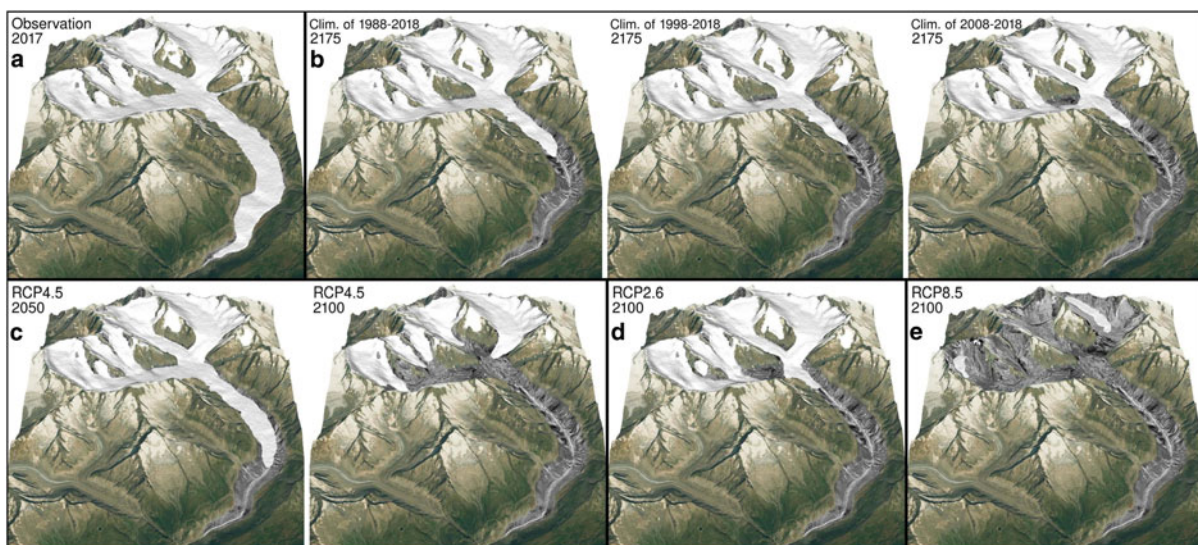 Observation
2017
a
Clim. of 1988-2018
2175
b
Clim. of 1998-2018
2175
Clim. of 2008-2018
2175
RCP4.5
2050
c
RCP4.5
2100
RCP2.6
2100
d
RCP8.5
2100
e